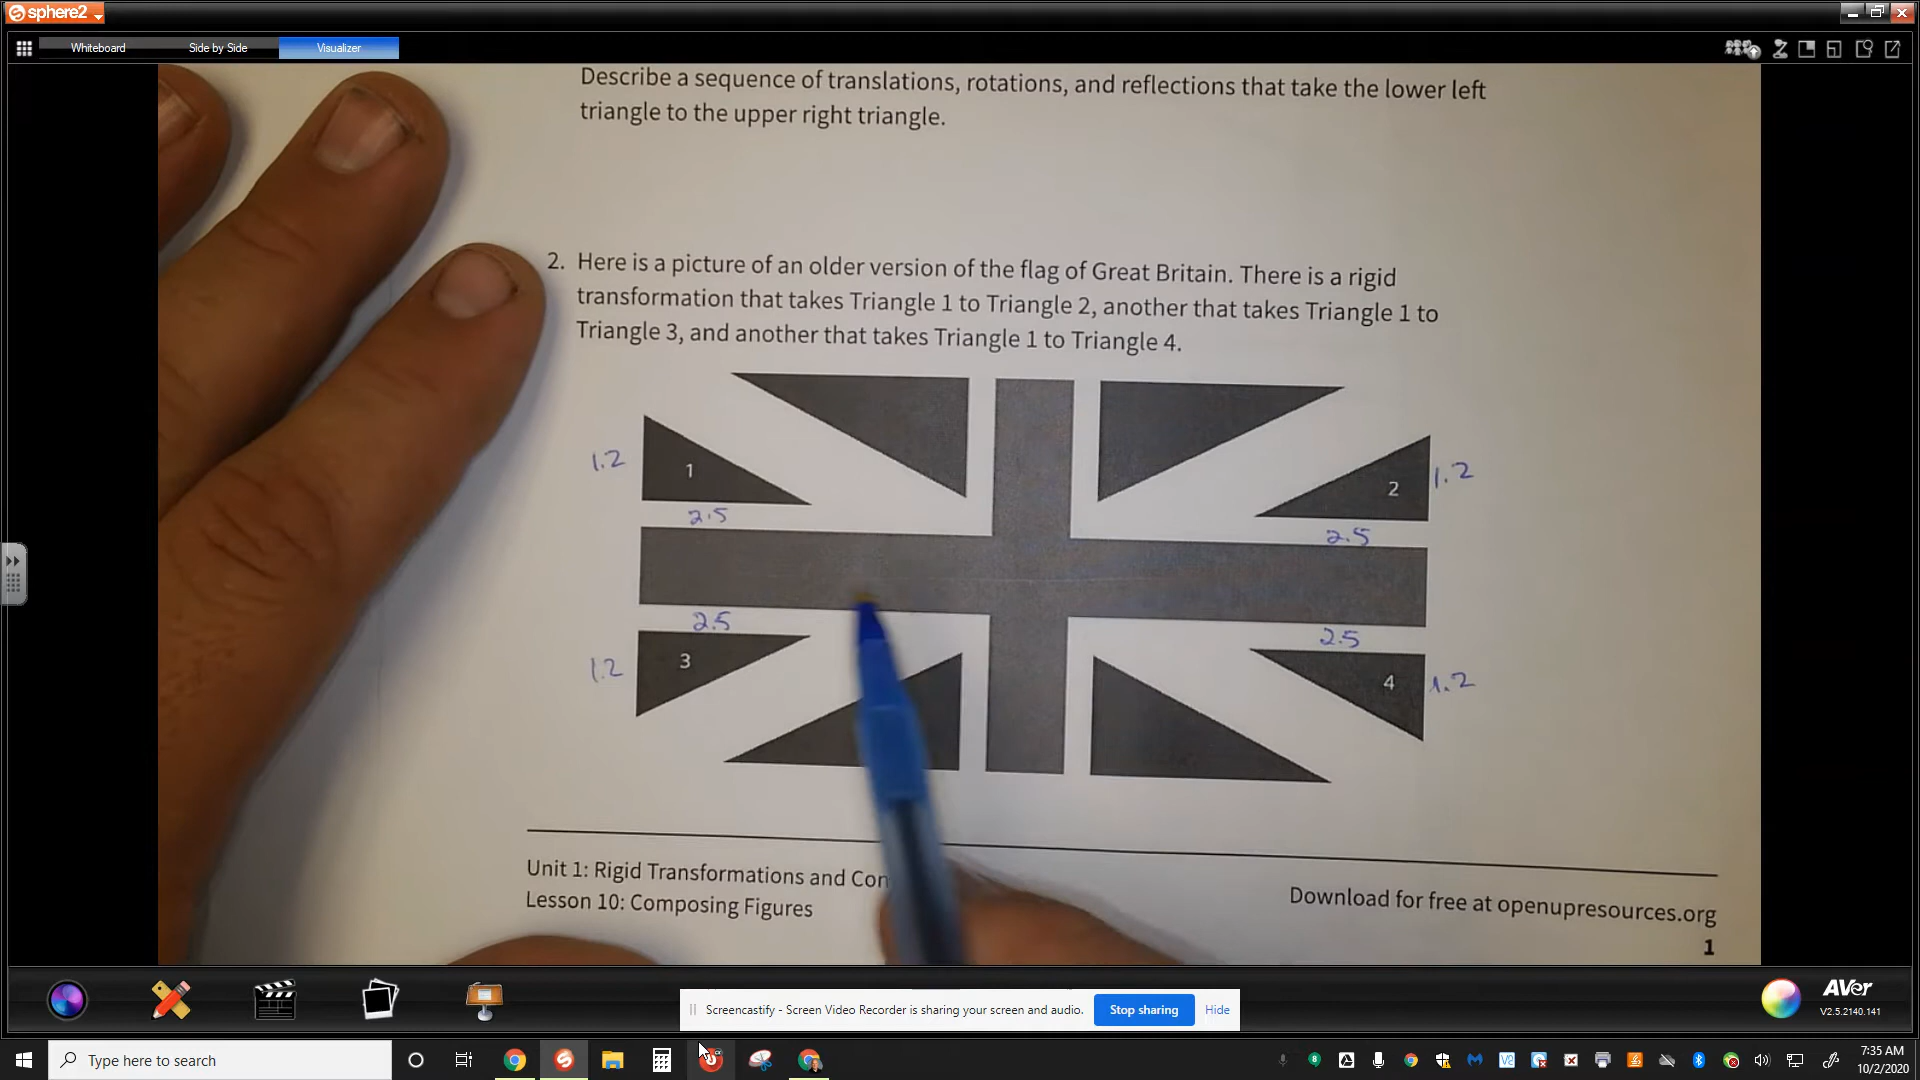 sphere2
Whiteboard Side by Side Visualizer
Describe a sequence of translations, rotations, and reflections that take the lower left
triangle to the upper right triangle.
2. Here is a picture of an older version of the flag of Great Britain. There is a rigid
transformation that takes Triangle 1 to Triangle 2, another that takes Triangle 1 to
Triangle 3, and another that takes Triangle 1 to Triangle 4.
1.2 1 2 1.2
2.5 2.5
2.5 2.5
1.2 3 4 1.2
Unit 1: Rigid Transformations and Con
Lesson 10: Composing Figures
Download for free at openupresources.org
1
AVer
V2.5.2140.141
Screencastify - Screen Video Recorder is sharing your screen and audio. Stop sharing Hide
Type here to search
7:35 AM
10/2/2020